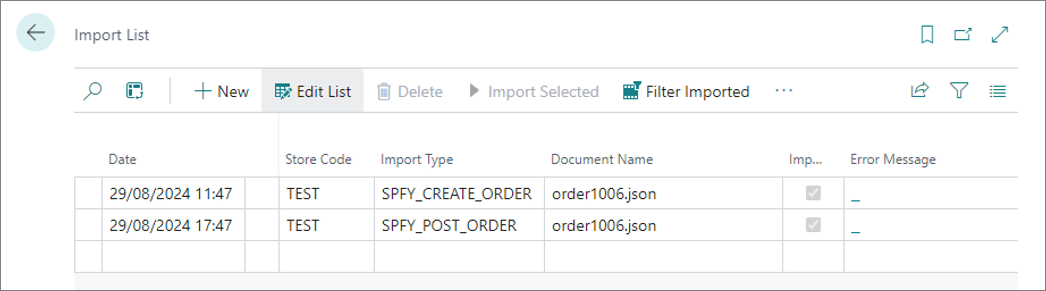 Import List
New Edit List Delete Import Selected Filter Imported ...
Date Store Code Import Type Document Name Imp... Error Message
29/08/2024 11:47 TEST SPFY_CREATE_ORDER order1006.json _
29/08/2024 17:47 TEST SPFY_POST_ORDER order1006.json _